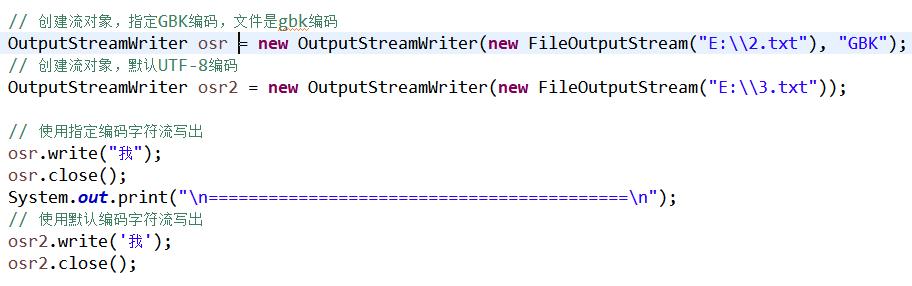 // 创建流对象，指定GBK编码，文件是gbk编码
OutputStreamWriter osr = new OutputStreamWriter(new FileOutputStream("E:\\2.txt"), "GBK");
// 创建流对象，默认UTF-8编码
OutputStreamWriter osr2 = new OutputStreamWriter(new FileOutputStream("E:\\3.txt"));
// 使用指定编码字符流写出
osr.write("我");
osr.close();
System.out.print("\n==========================================\n");
// 使用默认编码字符流写出
osr2.write('我');
osr2.close();